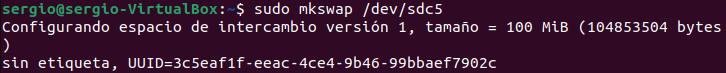 sergio@sergio-VirtualBox:~$ sudo mkswap /dev/sdc5
Configurando espacio de intercambio versión 1, tamaño = 100 MiB (104853504 bytes
)
sin etiqueta, UUID=3c5eaf1f-eeac-4ce4-9b46-99bbaef7902c